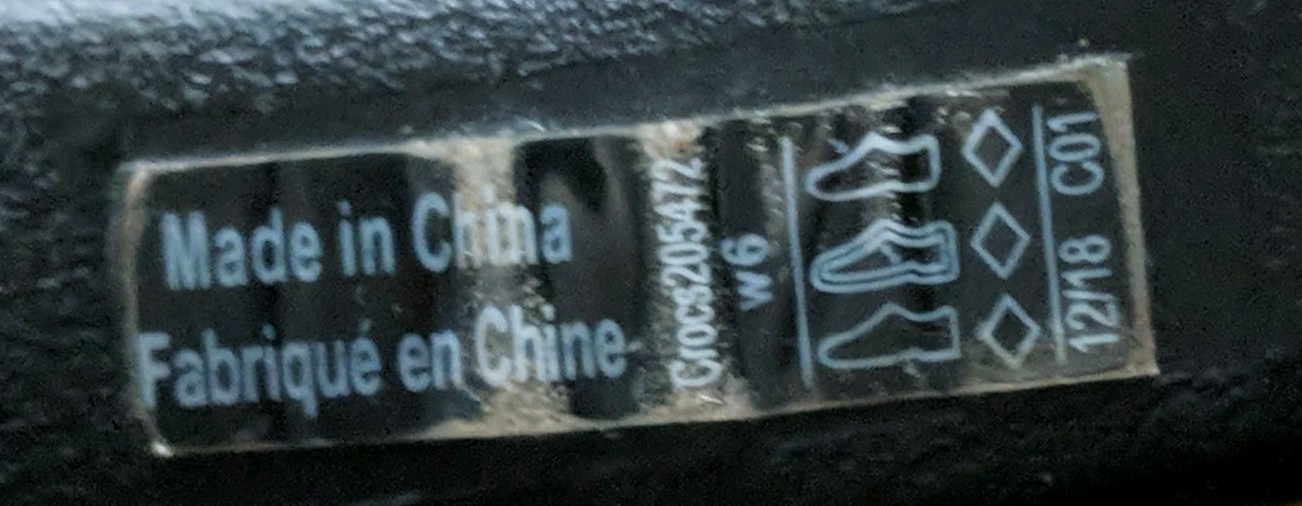 Made in China
Fabriqué en Chine
Crocs205472
W6
12/18 C01